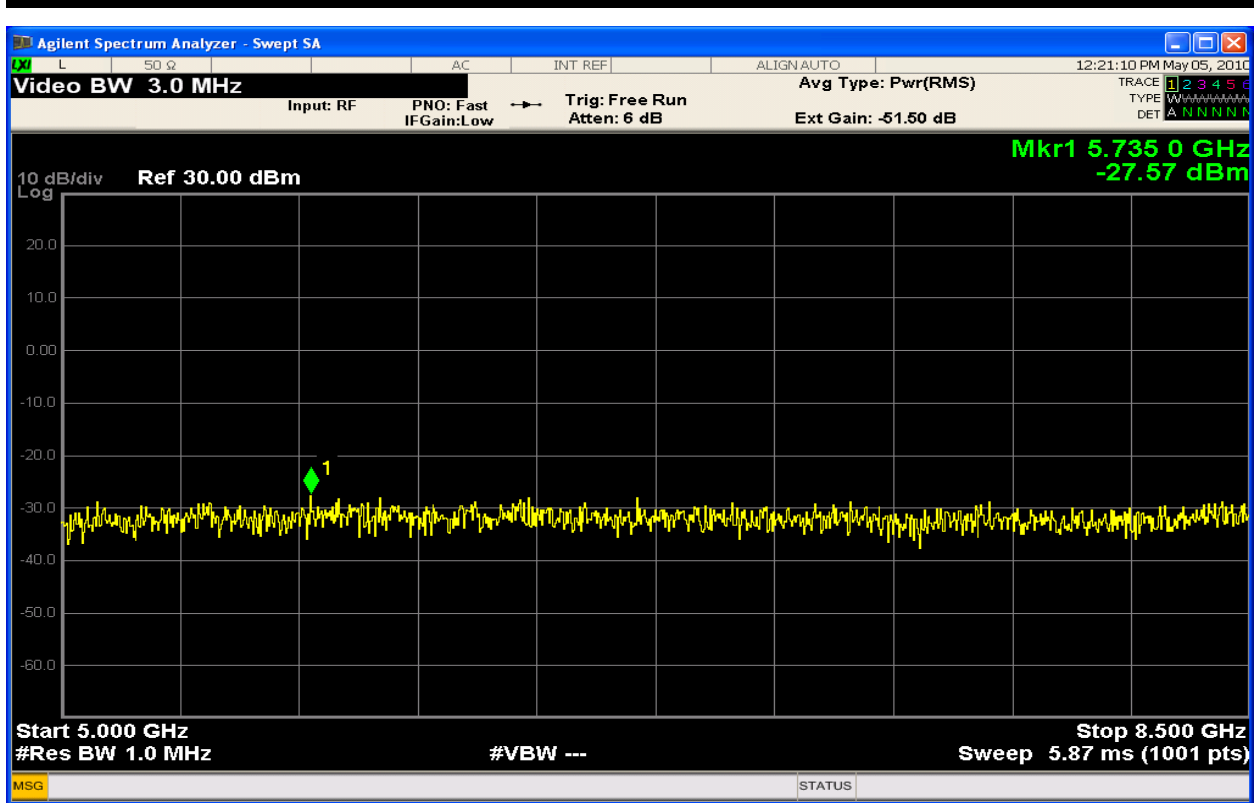 Agilent Spectrum Analyzer - Swept SA
LXI L 50 Ω AC INT REF ALIGN AUTO 12:21:10 PM May 05, 2010
Video BW 3.0 MHz
Input: RF PNO: Fast Trig: Free Run Avg Type: Pwr(RMS) TRACE 1 2 3 4 5 6
IFGain:Low Atten: 6 dB Ext Gain: -51.50 dB TYPE
DET A N N N N N
Mkr1 5.735 0 GHz
-27.57 dBm
10 dB/div Ref 30.00 dBm
Log
20.0
10.0
0.00
-10.0
-20.0
1
-30.0
-40.0
-50.0
-60.0
Start 5.000 GHz Stop 8.500 GHz
#Res BW 1.0 MHz #VBW --- Sweep 5.87 ms (1001 pts)
MSG STATUS